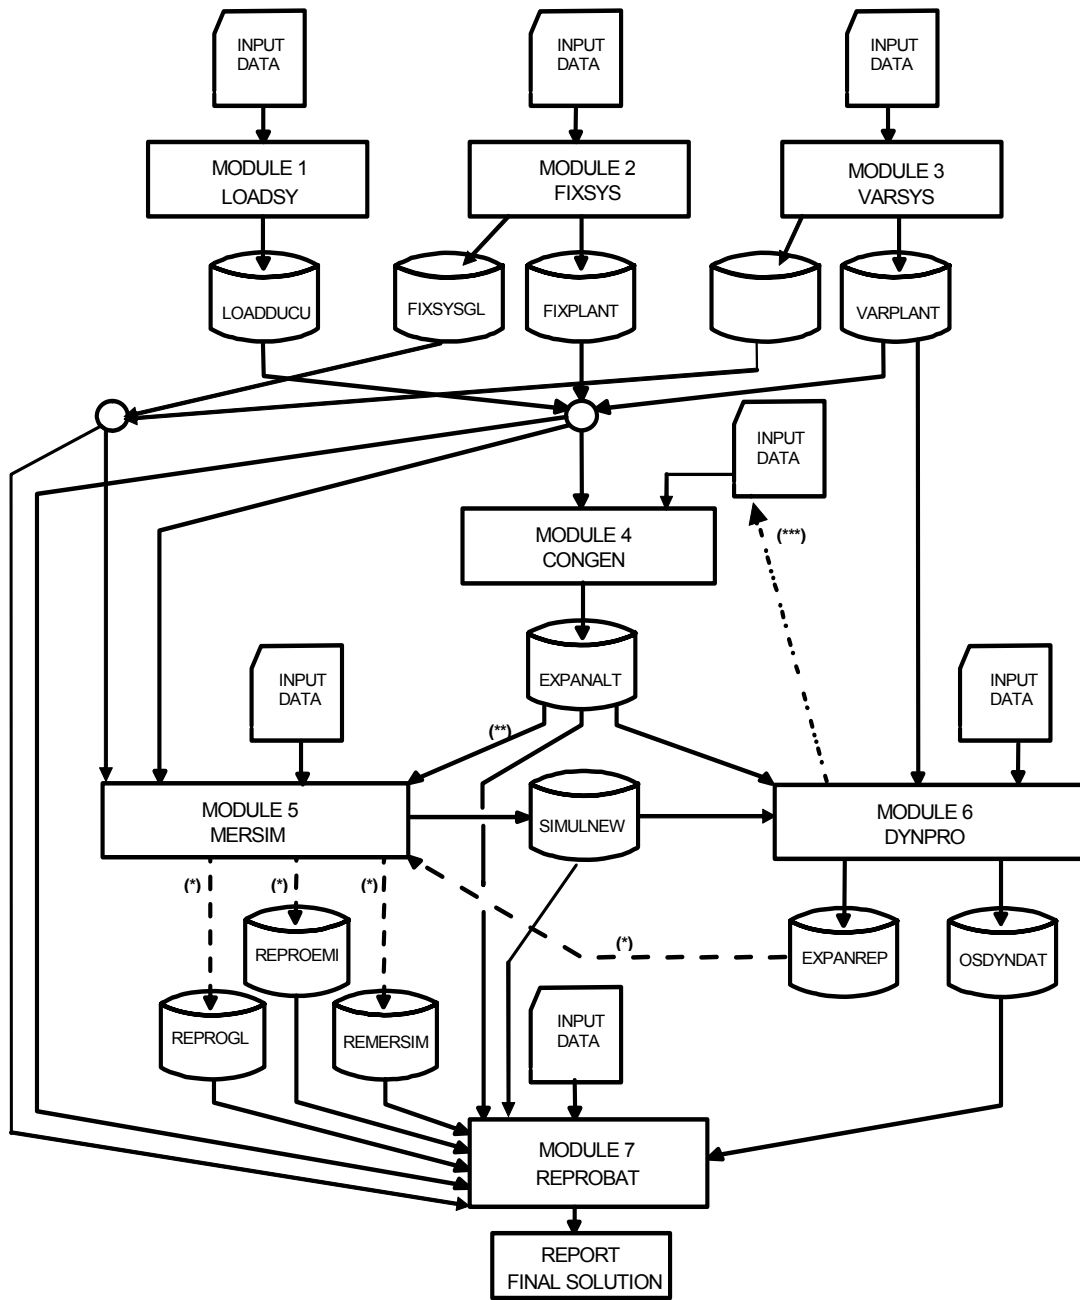 INPUT
DATA
INPUT
DATA
INPUT
DATA
MODULE 1
LOADSY
MODULE 2
FIXSYS
MODULE 3
VARSYS
LOADDUCU
FIXSYSGL
FIXPLANT
VARPLANT
INPUT
DATA
MODULE 4
CONGEN
(***)
INPUT
DATA
EXPANALT
INPUT
DATA
(**)
MODULE 5
MERSIM
SIMULNEW
MODULE 6
DYNPRO
(*)
(*)
(*)
REPROEMI
(*)
EXPANREP
OSDYNDAT
REPROGL
REMERSIM
INPUT
DATA
MODULE 7
REPROBAT
REPORT
FINAL SOLUTION